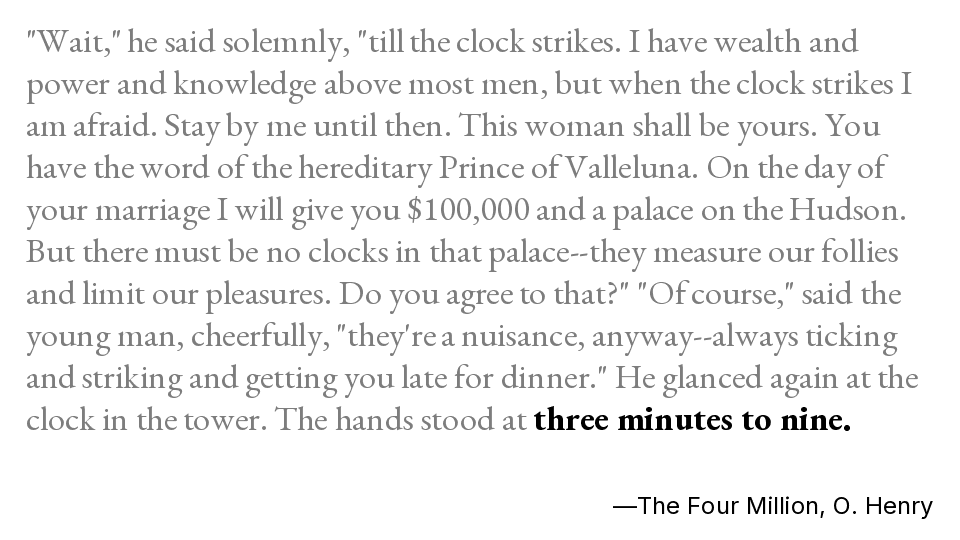 "Wait," he said solemnly, "till the clock strikes. I have wealth and
power and knowledge above most men, but when the clock strikes I
am afraid. Stay by me until then. This woman shall be yours. You
have the word of the hereditary Prince of Valleluna. On the day of
your marriage I will give you $100,000 and a palace on the Hudson.
But there must be no clocks in that palace--they measure our follies
and limit our pleasures. Do you agree to that?" "Of course," said the
young man, cheerfully, "they're a nuisance, anyway--always ticking
and striking and getting you late for dinner." He glanced again at the
clock in the tower. The hands stood at three minutes to nine.
—The Four Million, O. Henry